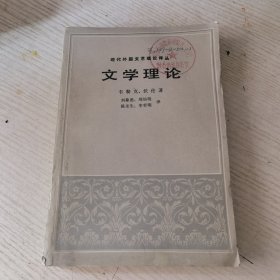 现代外国文艺理论译丛
文学理论
韦勒克、沃伦著
刘象愚、邢培明
陈圣生、李哲明 译